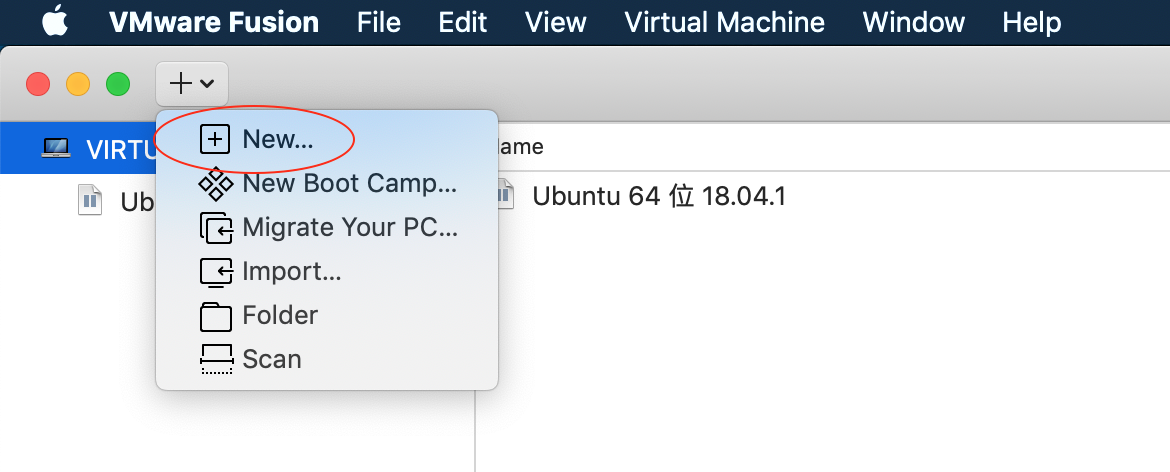 VMware Fusion File Edit View Virtual Machine Window Help
New...
VIRTU
ame
New Boot Camp...
Ub
Ubuntu 64 位 18.04.1
Migrate Your PC...
Import...
Folder
Scan